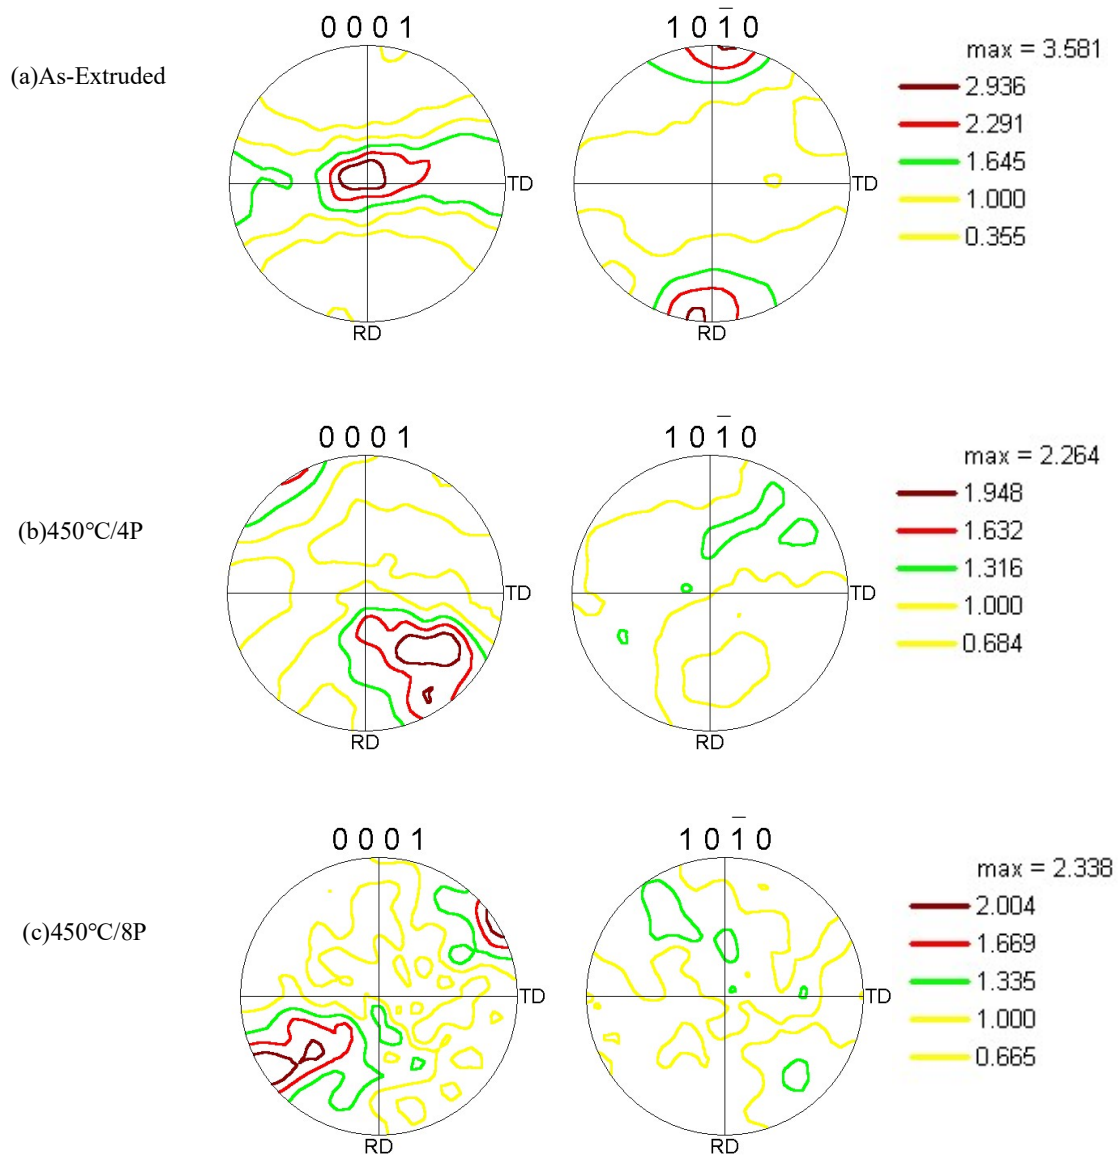 (a)As-Extruded
0 0 0 1
TD
RD
1 0 1̅ 0
TD
RD
max = 3.581
2.936
2.291
1.645
1.000
0.355
(b)450℃/4P
0 0 0 1
TD
RD
1 0 1̅ 0
TD
RD
max = 2.264
1.948
1.632
1.316
1.000
0.684
(c)450℃/8P
0 0 0 1
TD
RD
1 0 1̅ 0
TD
RD
max = 2.338
2.004
1.669
1.335
1.000
0.665